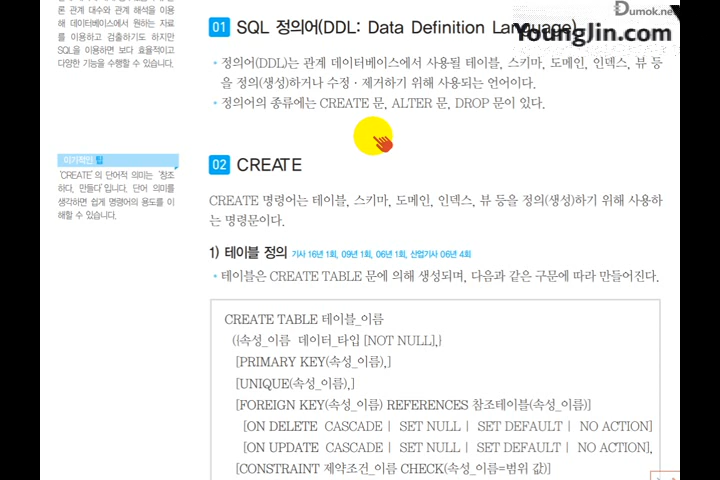 론 관계 대수와 관계 해석을 이용
해 데이터베이스에서 원하는 자료
를 이용하고 검출하기도 하지만
SQL을 이용하면 보다 효율적이고
다양한 기능을 수행할 수 있습니다.
Dumok.ne
YoungJin.com
01 SQL 정의어(DDL: Data Definition Language)
• 정의어(DDL)는 관계 데이터베이스에서 사용될 테이블, 스키마, 도메인, 인덱스, 뷰 등
을 정의(생성)하거나 수정·제거하기 위해 사용되는 언어이다.
• 정의어의 종류에는 CREATE 문, ALTER 문, DROP 문이 있다.
이기적인 팁
'CREATE'의 단어적 의미는 '창조
하다, 만들다'입니다. 단어 의미를
생각하면 쉽게 명령어의 용도를 이
해할 수 있습니다.
02 CREATE
CREATE 명령어는 테이블, 스키마, 도메인, 인덱스, 뷰 등을 정의(생성)하기 위해 사용하
는 명령문이다.
1) 테이블 정의 기사 16년 1회, 09년 1회, 06년 1회, 산업기사 06년 4회
• 테이블은 CREATE TABLE 문에 의해 생성되며, 다음과 같은 구문에 따라 만들어진다.
CREATE TABLE 테이블_이름
({속성_이름 데이터_타입 [NOT NULL],}
[PRIMARY KEY(속성_이름),]
[UNIQUE(속성_이름),]
[FOREIGN KEY(속성_이름) REFERENCES 참조테이블(속성_이름)]
[ON DELETE CASCADE | SET NULL | SET DEFAULT | NO ACTION]
[ON UPDATE CASCADE | SET NULL | SET DEFAULT | NO ACTION],
[CONSTRAINT 제약조건_이름 CHECK(속성_이름=범위 값)]